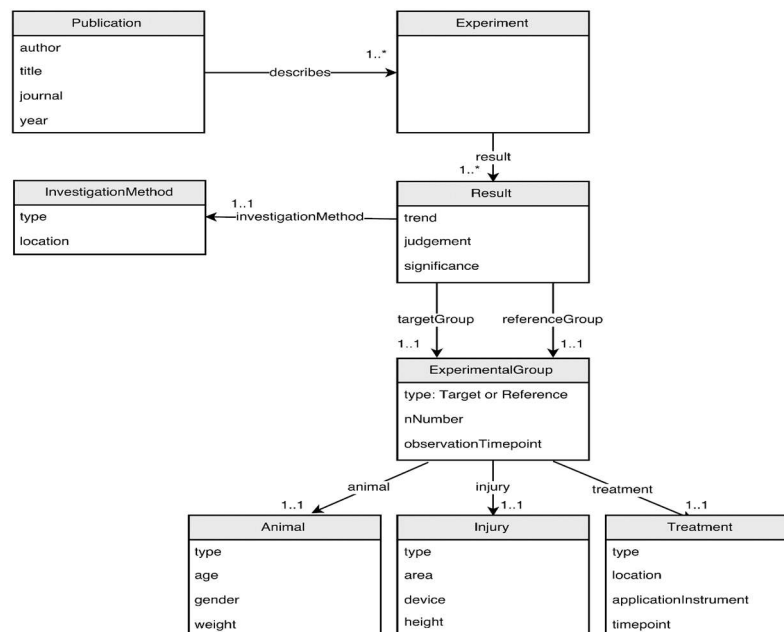 Publication
author
title
journal
year
describes
1..*
Experiment
result
1..*
InvestigationMethod
type
location
1..1
investigationMethod
Result
trend
judgement
significance
targetGroup
referenceGroup
1..1
1..1
ExperimentalGroup
type: Target or Reference
nNumber
observationTimepoint
animal
injury
treatment
1..1
1..1
1..1
Animal
type
age
gender
weight
Injury
type
area
device
height
Treatment
type
location
applicationInstrument
timepoint